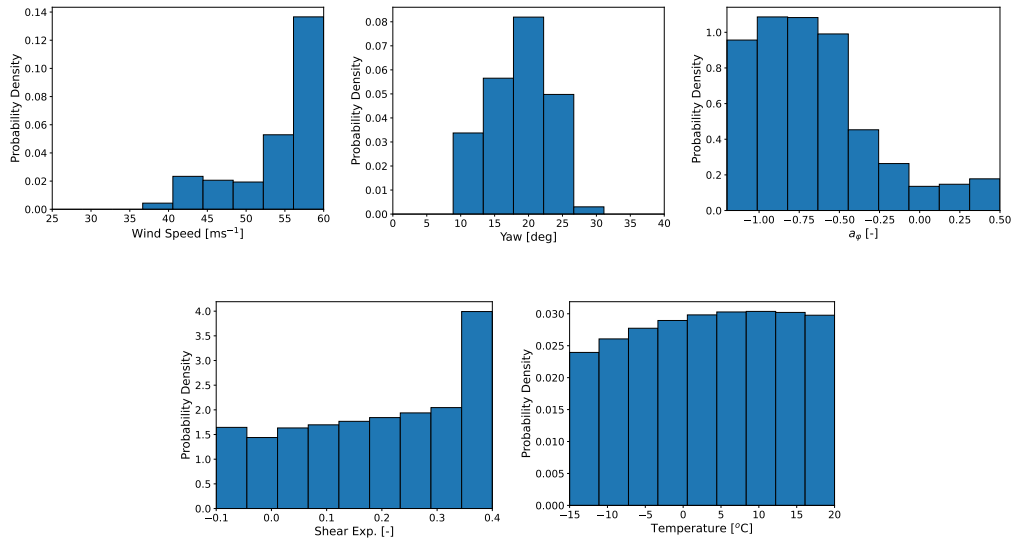 0.14
0.12
0.10
0.08
0.06
0.04
0.02
0.00
Probability Density
25 30 35 40 45 50 55 60
Wind Speed [ms⁻¹]
0.08
0.07
0.06
0.05
0.04
0.03
0.02
0.01
0.00
Probability Density
0 5 10 15 20 25 30 35 40
Yaw [deg]
1.0
0.8
0.6
0.4
0.2
0.0
Probability Density
−1.00 −0.75 −0.50 −0.25 0.00 0.25 0.50
a_φ [-]
4.0
3.5
3.0
2.5
2.0
1.5
1.0
0.5
0.0
Probability Density
−0.1 0.0 0.1 0.2 0.3 0.4
Shear Exp. [-]
0.030
0.025
0.020
0.015
0.010
0.005
0.000
Probability Density
−15 −10 −5 0 5 10 15 20
Temperature [°C]